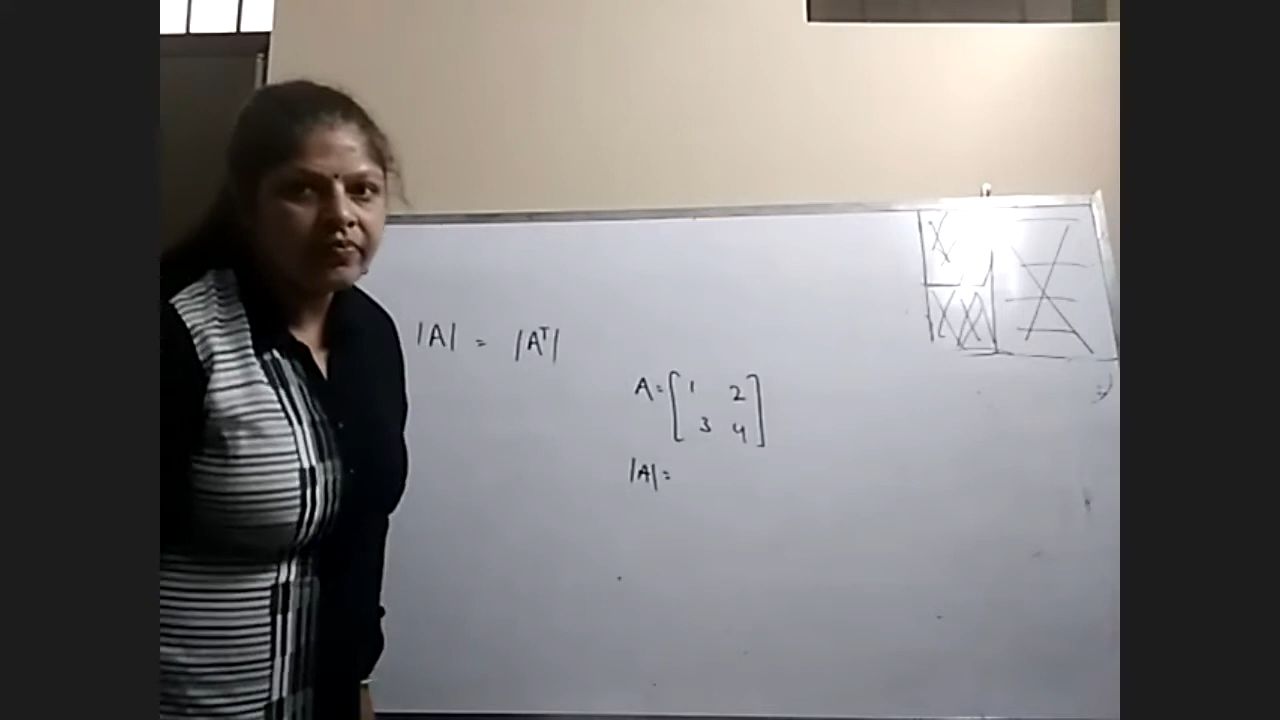 |A| = |Aᵀ|
A = [ 1 2
3 4 ]
|A| =